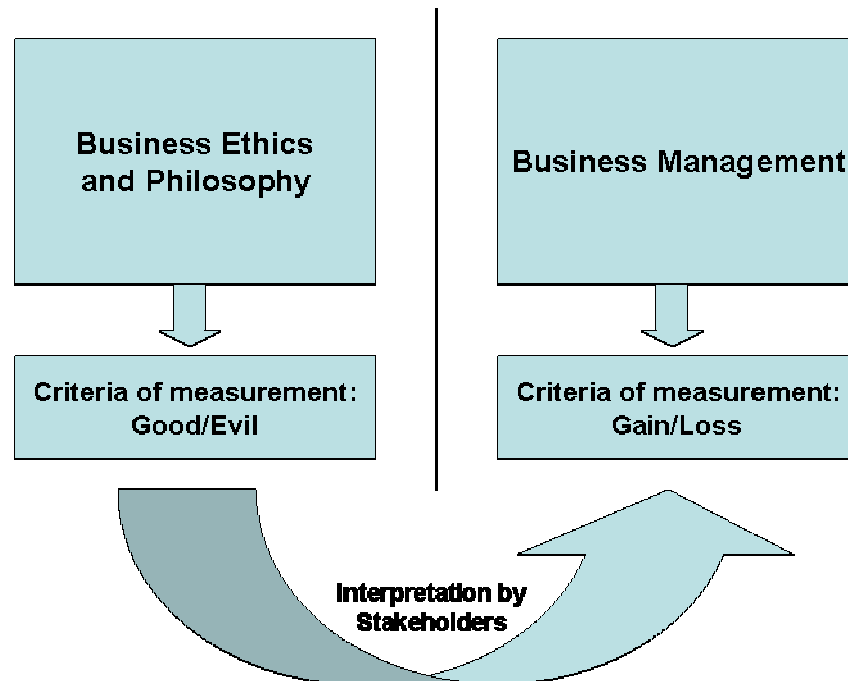 Business Ethics
and Philosophy
Business Management
Criteria of measurement:
Good/Evil
Criteria of measurement:
Gain/Loss
Interpretation by
Stakeholders